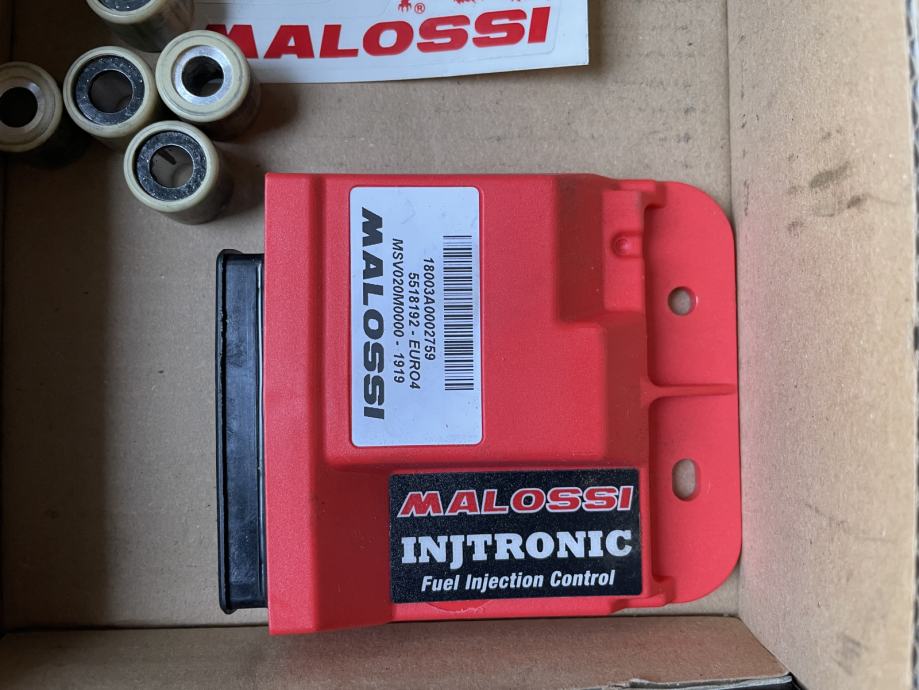 MALOSSI
®
MALOSSI
18003A0002759
5518192 - EURO4
MSV020M0000 - 1919
MALOSSI
INJTRONIC
Fuel Injection Control